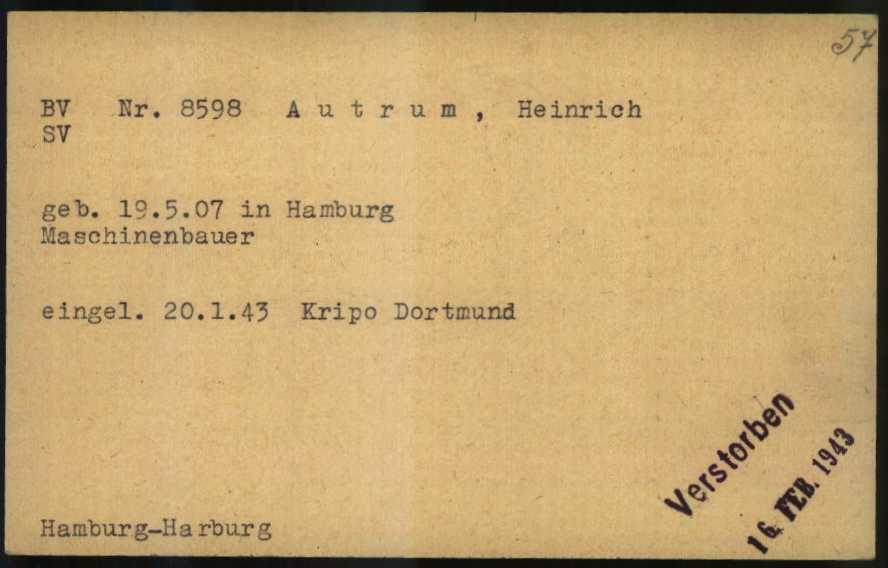 57
BV Nr. 8598 A u t r u m , Heinrich
SV
geb. 19.5.07 in Hamburg
Maschinenbauer
eingel. 20.1.43 Kripo Dortmund
Verstorben
16. FEB. 1943
Hamburg-Harburg